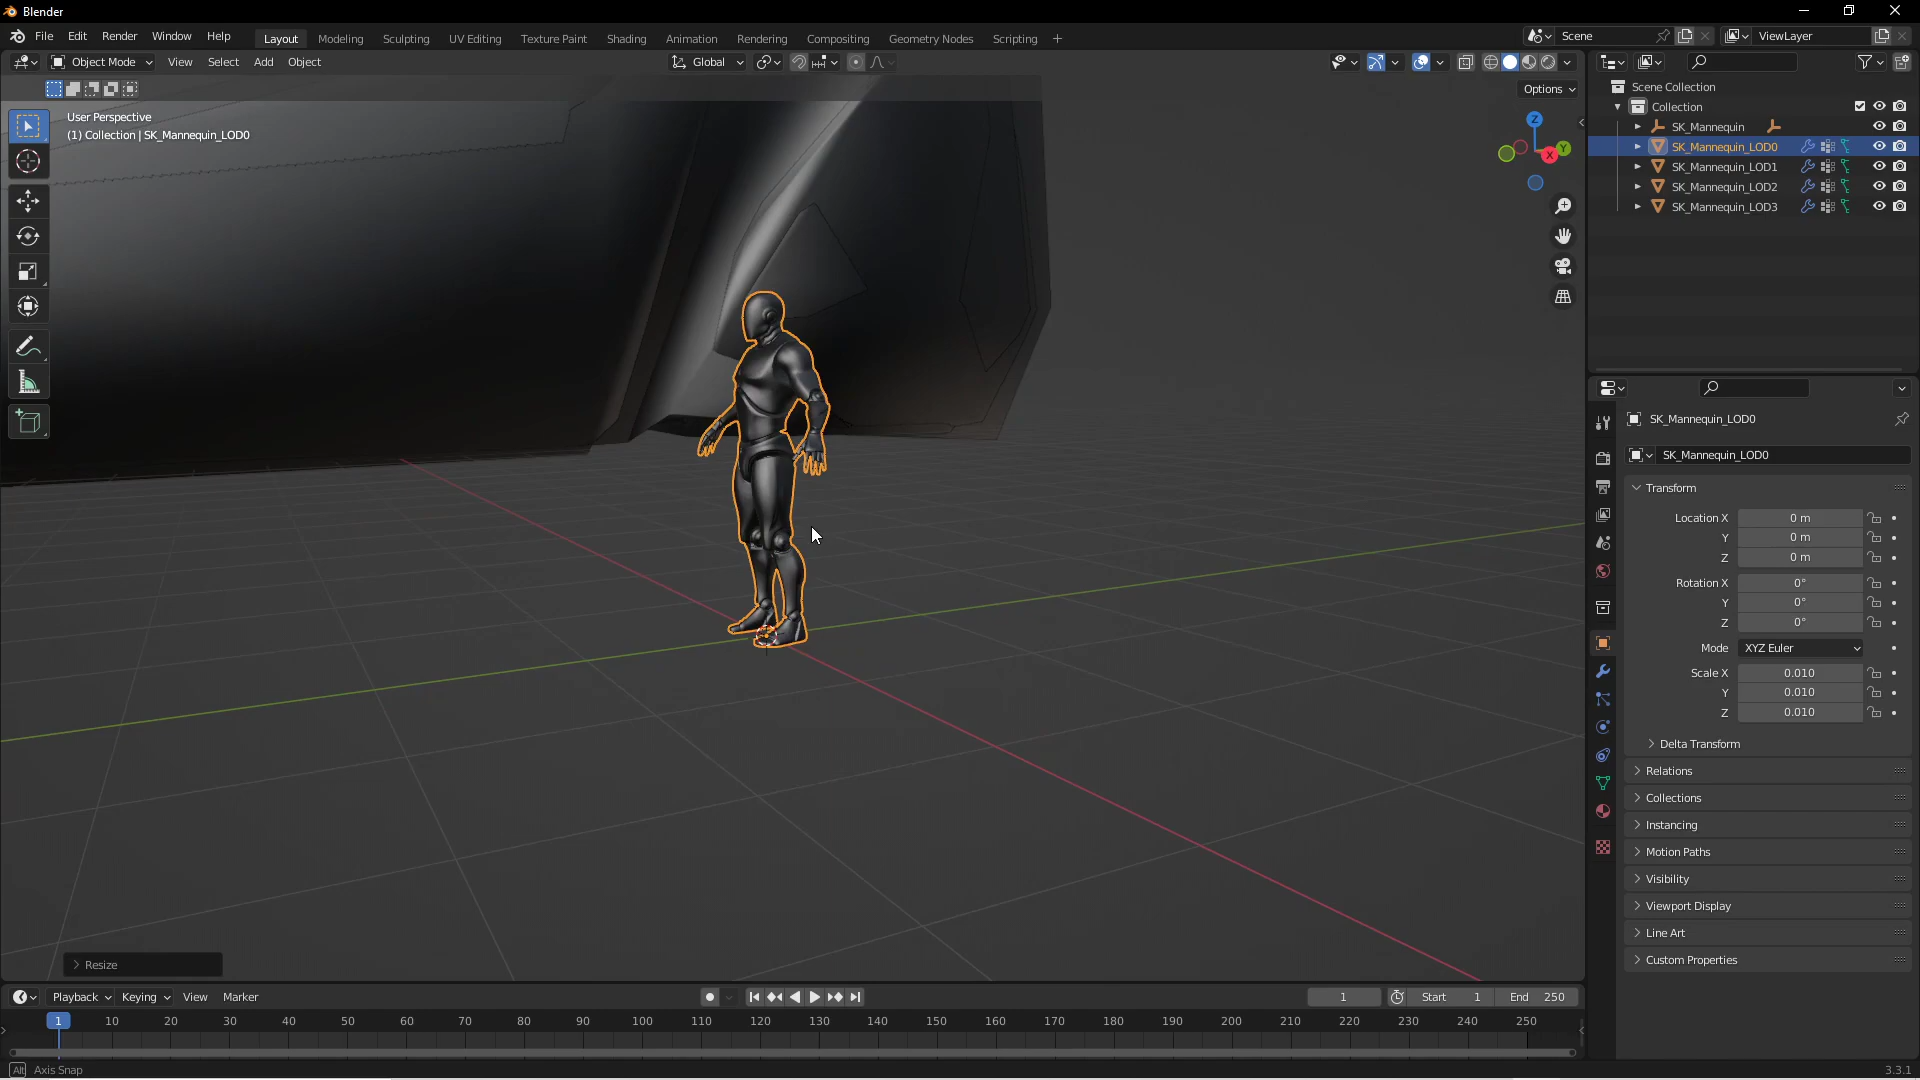 Blender
File Edit Render Window Help Layout Modeling Sculpting UV Editing Texture Paint Shading Animation Rendering Compositing Geometry Nodes Scripting + Scene ViewLayer
Object Mode View Select Add Object Global
Options
User Perspective
(1) Collection | SK_Mannequin_LOD0
Z
Y
X
Scene Collection
Collection
SK_Mannequin
SK_Mannequin_LOD0
SK_Mannequin_LOD1
SK_Mannequin_LOD2
SK_Mannequin_LOD3
SK_Mannequin_LOD0
SK_Mannequin_LOD0
Transform
Location X 0 m
Y 0 m
Z 0 m
Rotation X 0°
Y 0°
Z 0°
Mode XYZ Euler
Scale X 0.010
Y 0.010
Z 0.010
Delta Transform
Relations
Collections
Instancing
Motion Paths
Visibility
Viewport Display
Line Art
Custom Properties
Resize
Playback Keying View Marker 1 Start 1 End 250
1 10 20 30 40 50 60 70 80 90 100 110 120 130 140 150 160 170 180 190 200 210 220 230 240 250
Alt Axis Snap 3.3.1